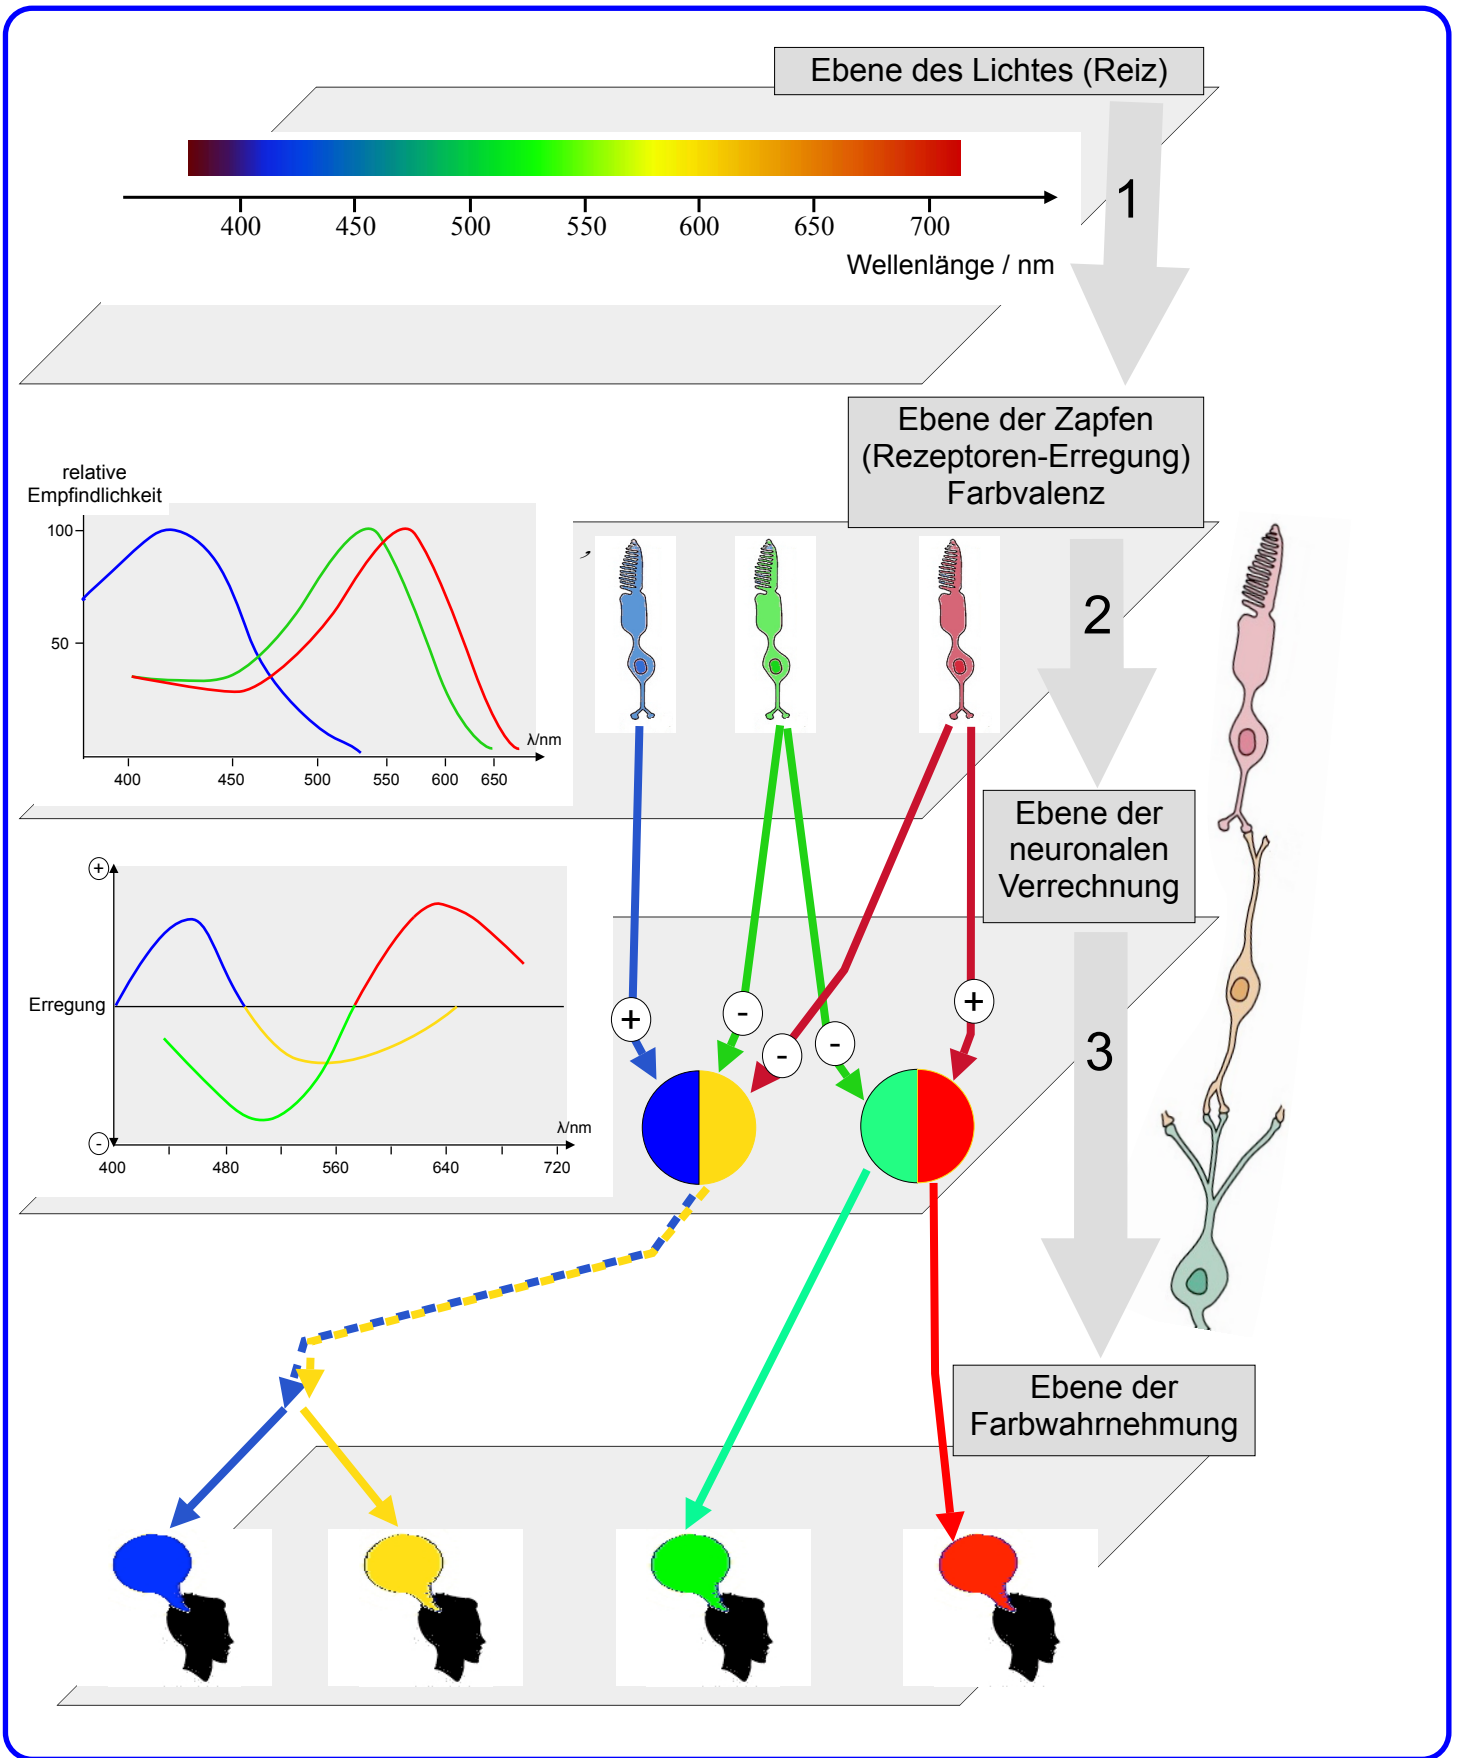 Ebene des Lichtes (Reiz)
1
400 450 500 550 600 650 700
Wellenlänge / nm
Ebene der Zapfen
(Rezeptoren-Erregung)
Farbvalenz
relative
Empfindlichkeit
100
50
λ/nm
400 450 500 550 600 650
2
Ebene der
neuronalen
Verrechnung
+
Erregung
-
λ/nm
400 480 560 640 720
+ - - - +
3
Ebene der
Farbwahrnehmung